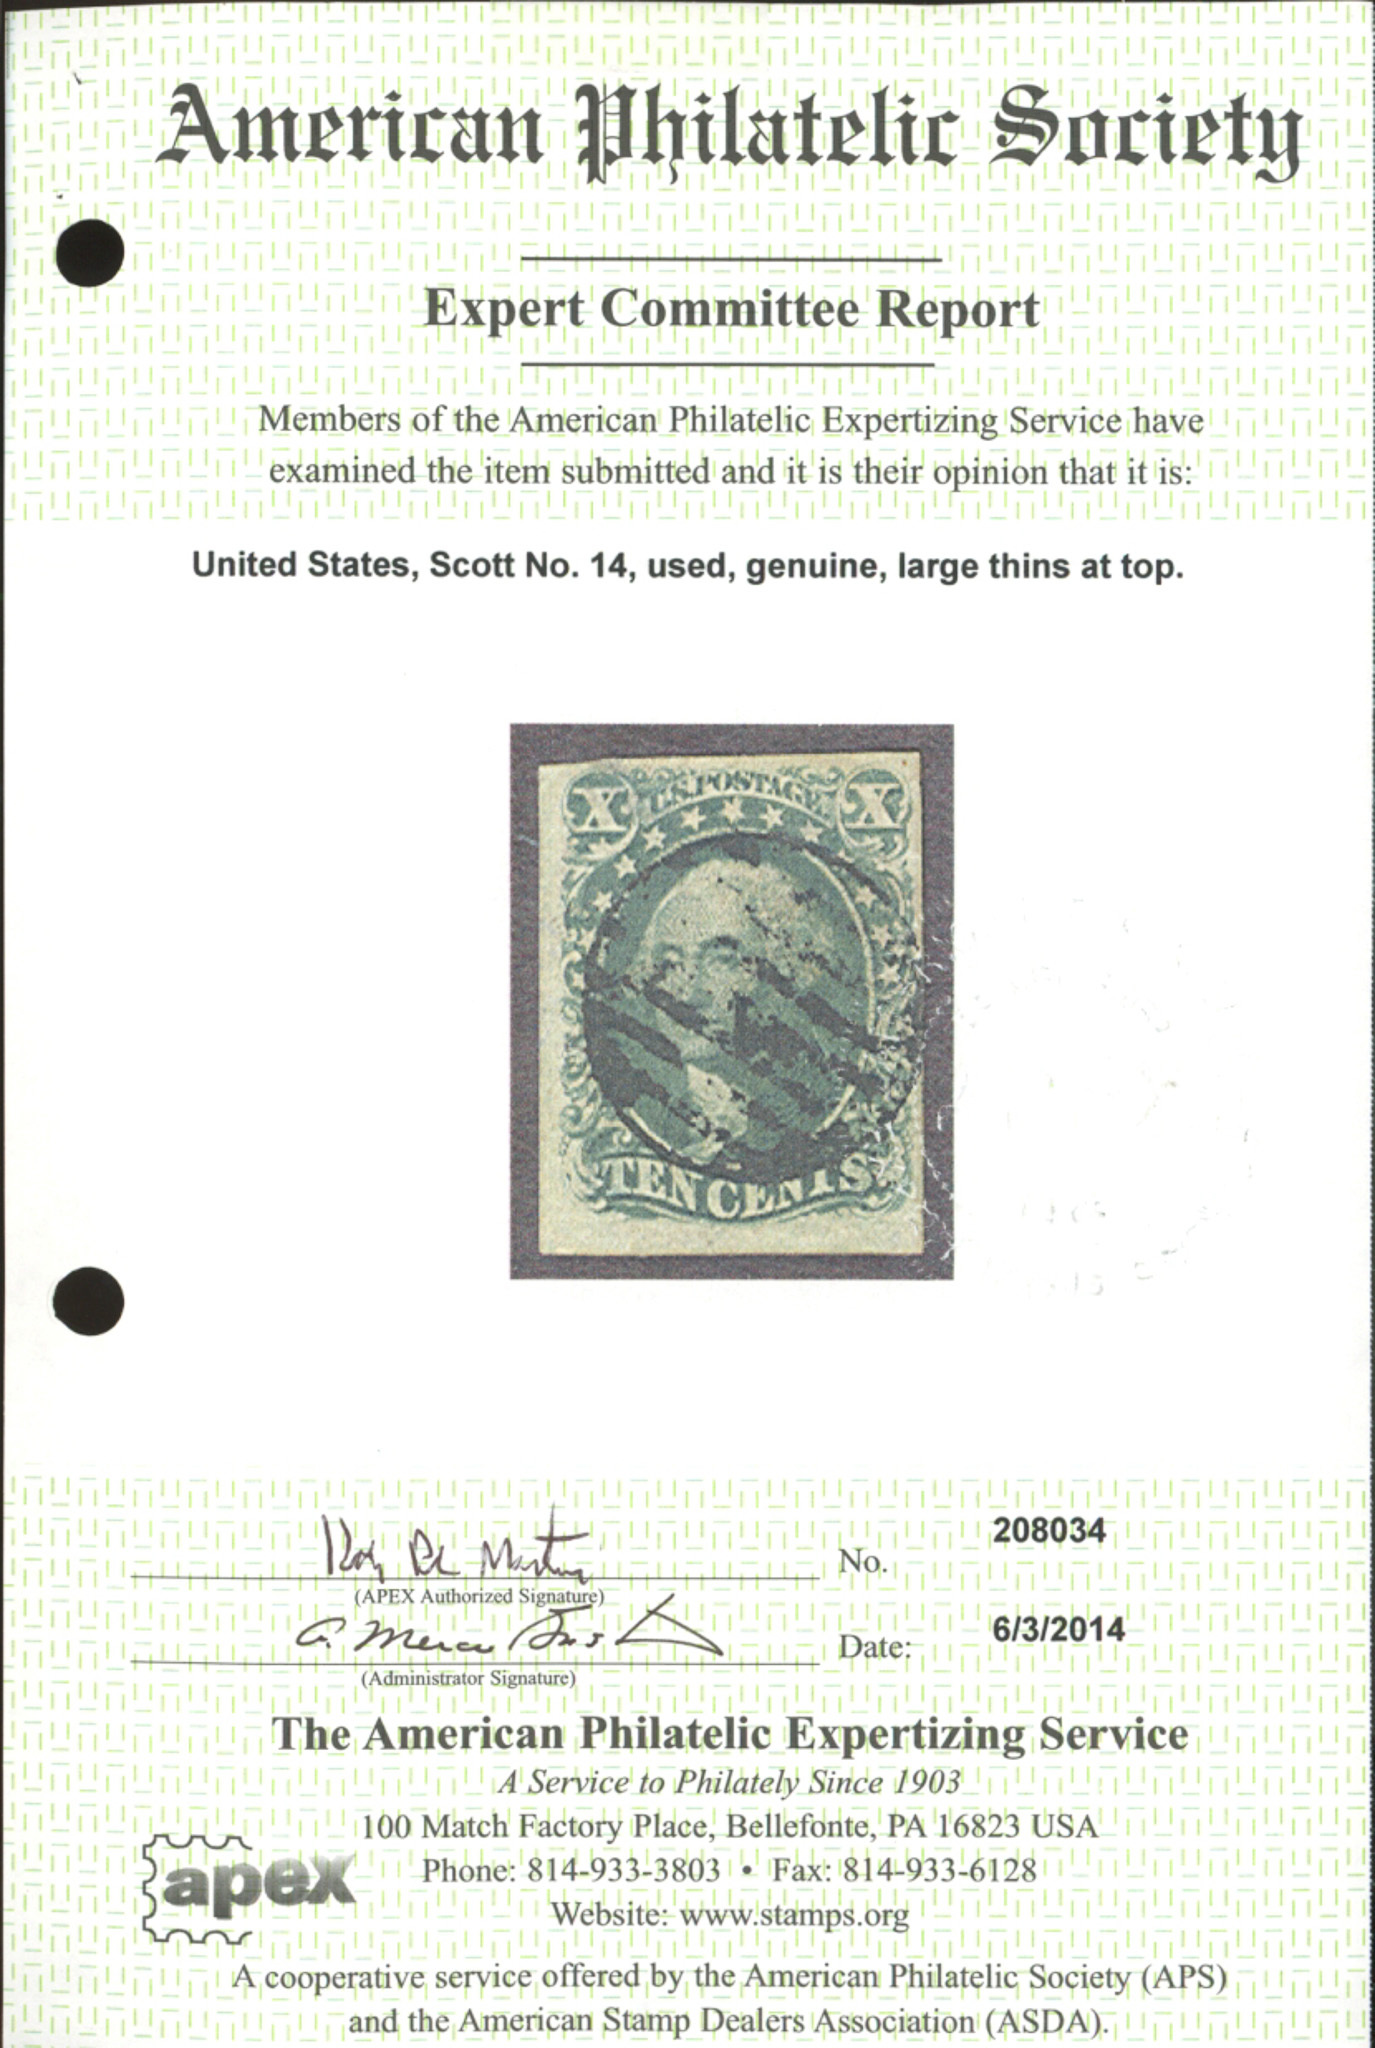 American Philatelic Society
Expert Committee Report
Members of the American Philatelic Expertizing Service have
examined the item submitted and it is their opinion that it is:
United States, Scott No. 14, used, genuine, large thins at top.
X U.S. POSTAGE X
TEN CENTS
208034
No.
(APEX Authorized Signature)
6/3/2014
Date:
(Administrator Signature)
The American Philatelic Expertizing Service
A Service to Philately Since 1903
100 Match Factory Place, Bellefonte, PA 16823 USA
apex
Phone: 814-933-3803 • Fax: 814-933-6128
Website: www.stamps.org
A cooperative service offered by the American Philatelic Society (APS)
and the American Stamp Dealers Association (ASDA).